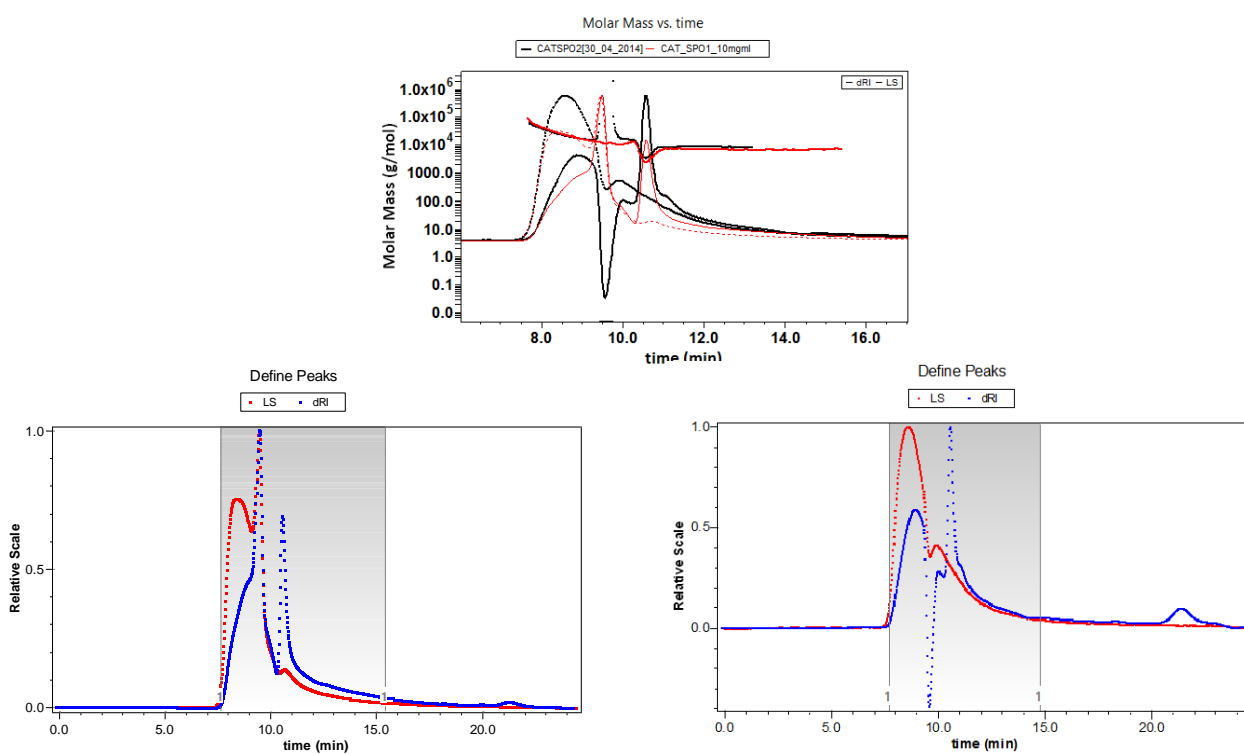 Molar Mass vs. time
CATSPO2[30_04_2014] CAT_SPO1_10mgml
dRI LS
Molar Mass (g/mol)
1.0x10⁶
1.0x10⁵
1.0x10⁴
1000.0
100.0
10.0
1.0
0.0
8.0 10.0 12.0 14.0 16.0
time (min)
Define Peaks
LS dRI
Relative Scale
1.0
0.5
0.0
1 1
0.0 5.0 10.0 15.0 20.0
time (min)
Define Peaks
LS dRI
Relative Scale
1.0
0.5
0.0
1 1
0.0 5.0 10.0 15.0 20.0
time (min)